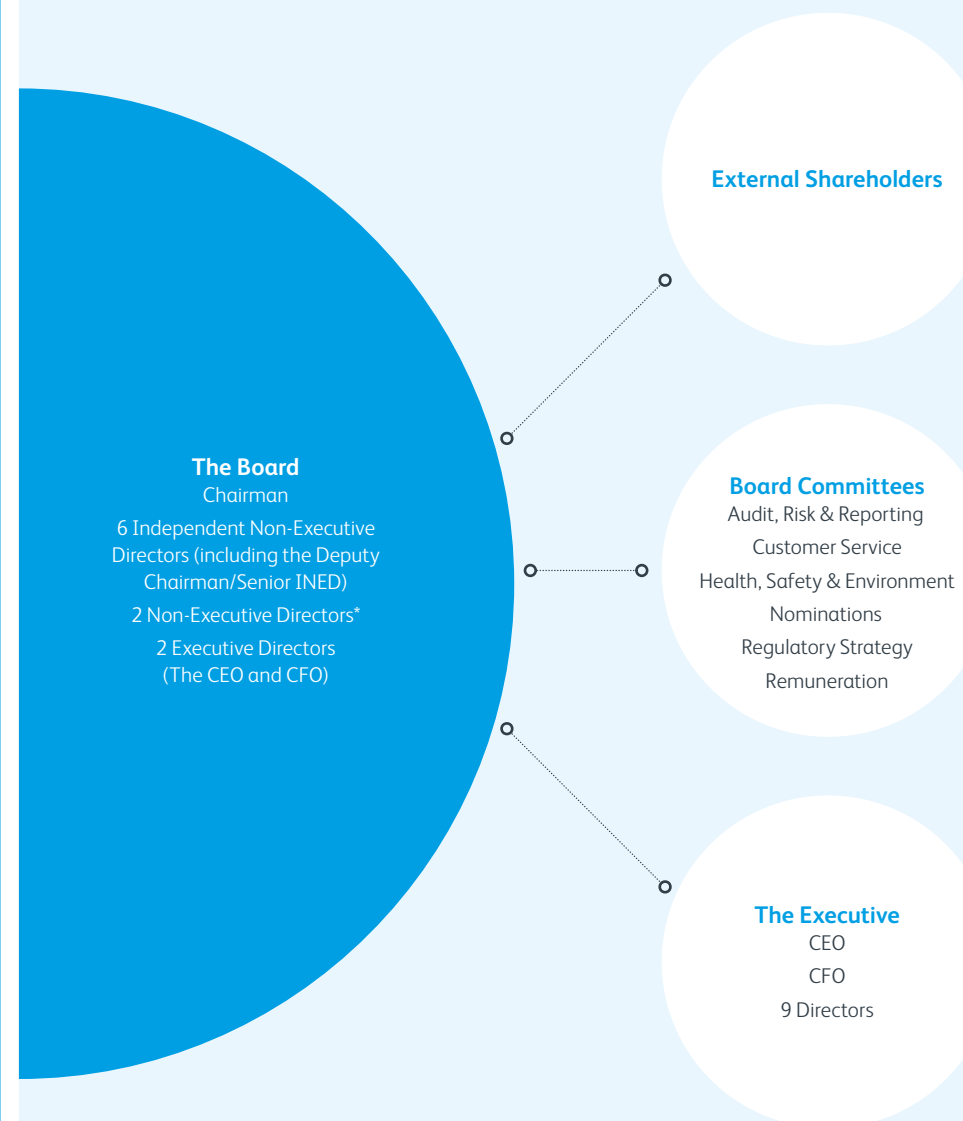 The Board
Chairman
6 Independent Non-Executive
Directors (including the Deputy
Chairman/Senior INED)
2 Non-Executive Directors*
2 Executive Directors
(The CEO and CFO)
External Shareholders
Board Committees
Audit, Risk & Reporting
Customer Service
Health, Safety & Environment
Nominations
Regulatory Strategy
Remuneration
The Executive
CEO
CFO
9 Directors